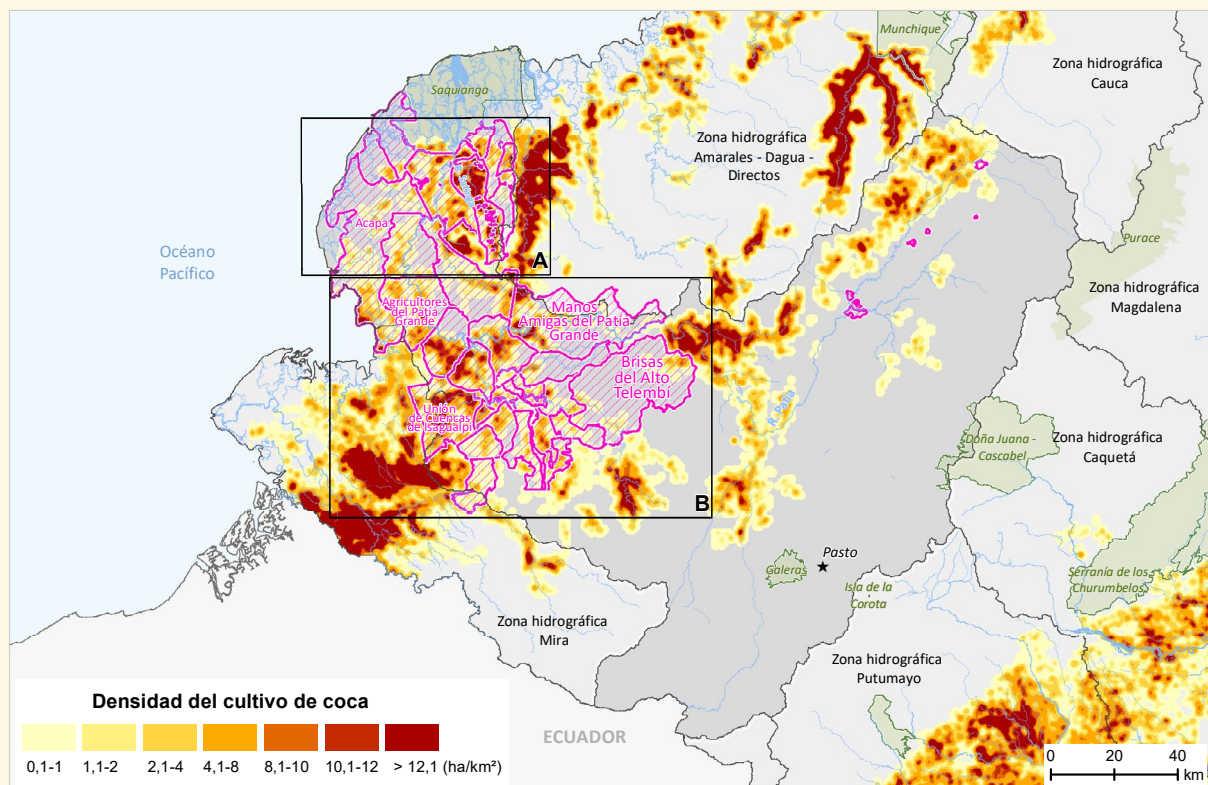 Munchique
Zona hidrográfica
Cauca
Saquianga
Zona hidrográfica
Amarales - Dagua -
Directos
Acapa
Océano
Pacífico
A
Purace
Zona hidrográfica
Magdalena
Agricultores
del Patía
Grande
Manos
Amigas del Patía
Grande
Brisas
del Alto
Telembí
R. Patía
Unión
de Cuencas
de Isagualpí
Doña Juana -
Cascabel
Zona hidrográfica
Caquetá
B
Pasto
Galeras
Isla de la
Corota
Serranía de los
Churumbelos
Zona hidrográfica
Mira
Zona hidrográfica
Putumayo
ECUADOR
Densidad del cultivo de coca
0,1-1 1,1-2 2,1-4 4,1-8 8,1-10 10,1-12 > 12,1 (ha/km²)
0 20 40
km